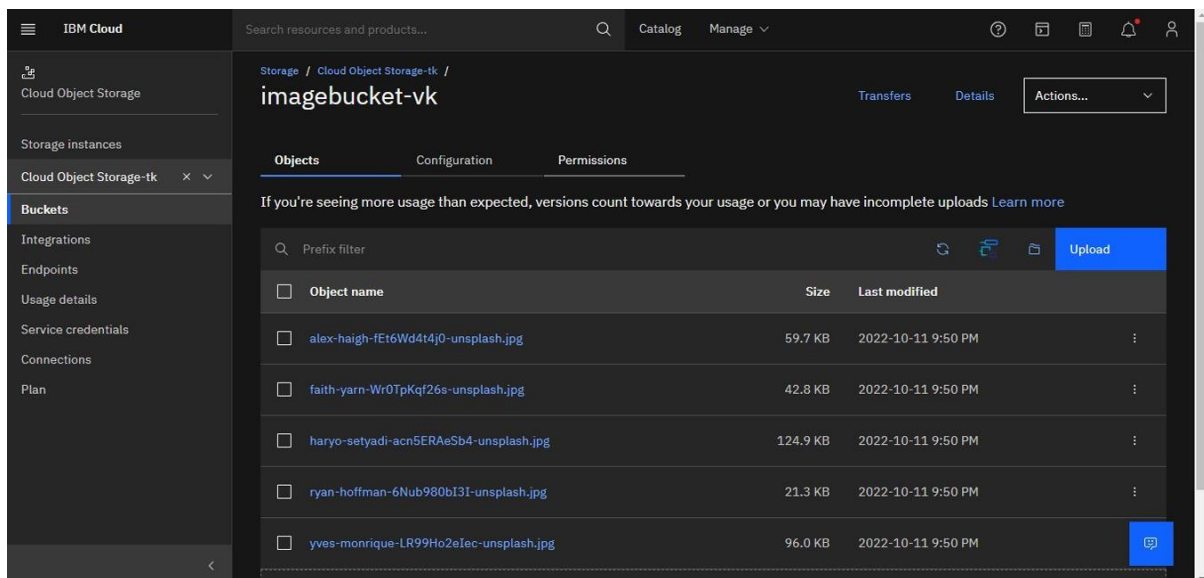 IBM Cloud
Search resources and products...
Catalog
Manage
Cloud Object Storage
Storage instances
Cloud Object Storage-tk
Buckets
Integrations
Endpoints
Usage details
Service credentials
Connections
Plan
Storage / Cloud Object Storage-tk /
imagebucket-vk
Transfers
Details
Actions...
Objects
Configuration
Permissions
If you're seeing more usage than expected, versions count towards your usage or you may have incomplete uploads Learn more
Prefix filter
Upload
Object name Size Last modified
alex-haigh-fEt6Wd4t4j0-unsplash.jpg 59.7 KB 2022-10-11 9:50 PM
faith-yarn-Wr0TpKqf26s-unsplash.jpg 42.8 KB 2022-10-11 9:50 PM
haryo-setyadi-acn5ERAeSb4-unsplash.jpg 124.9 KB 2022-10-11 9:50 PM
ryan-hoffman-6Nub980bI3I-unsplash.jpg 21.3 KB 2022-10-11 9:50 PM
yves-monrique-LR99Ho2eIec-unsplash.jpg 96.0 KB 2022-10-11 9:50 PM